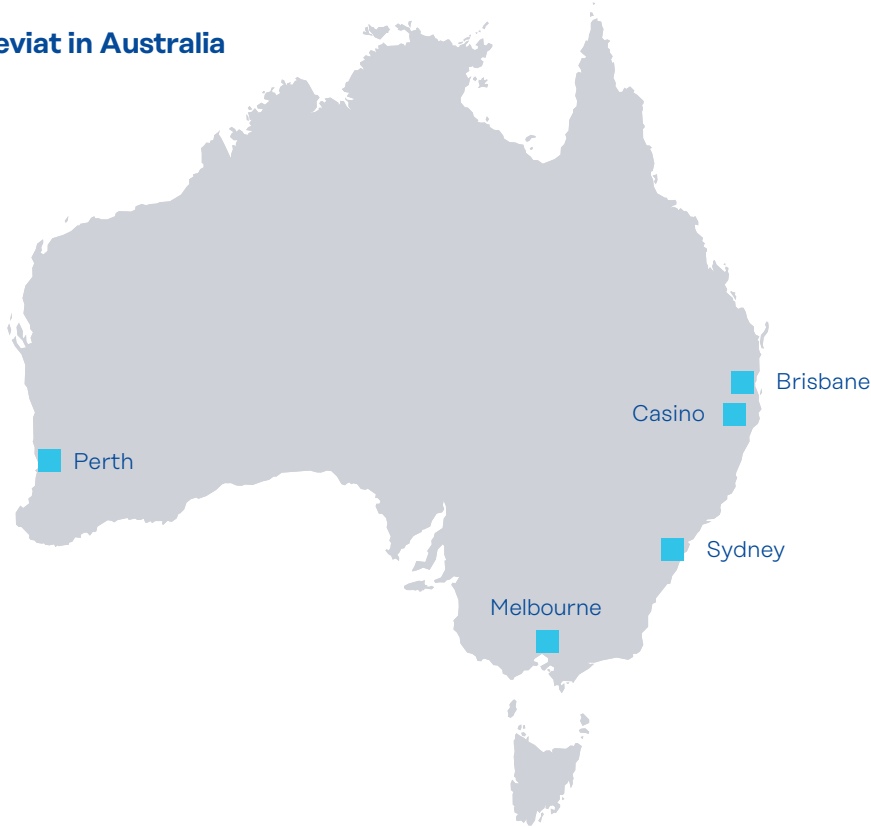 eviat in Australia
Brisbane
Casino
Perth
Sydney
Melbourne